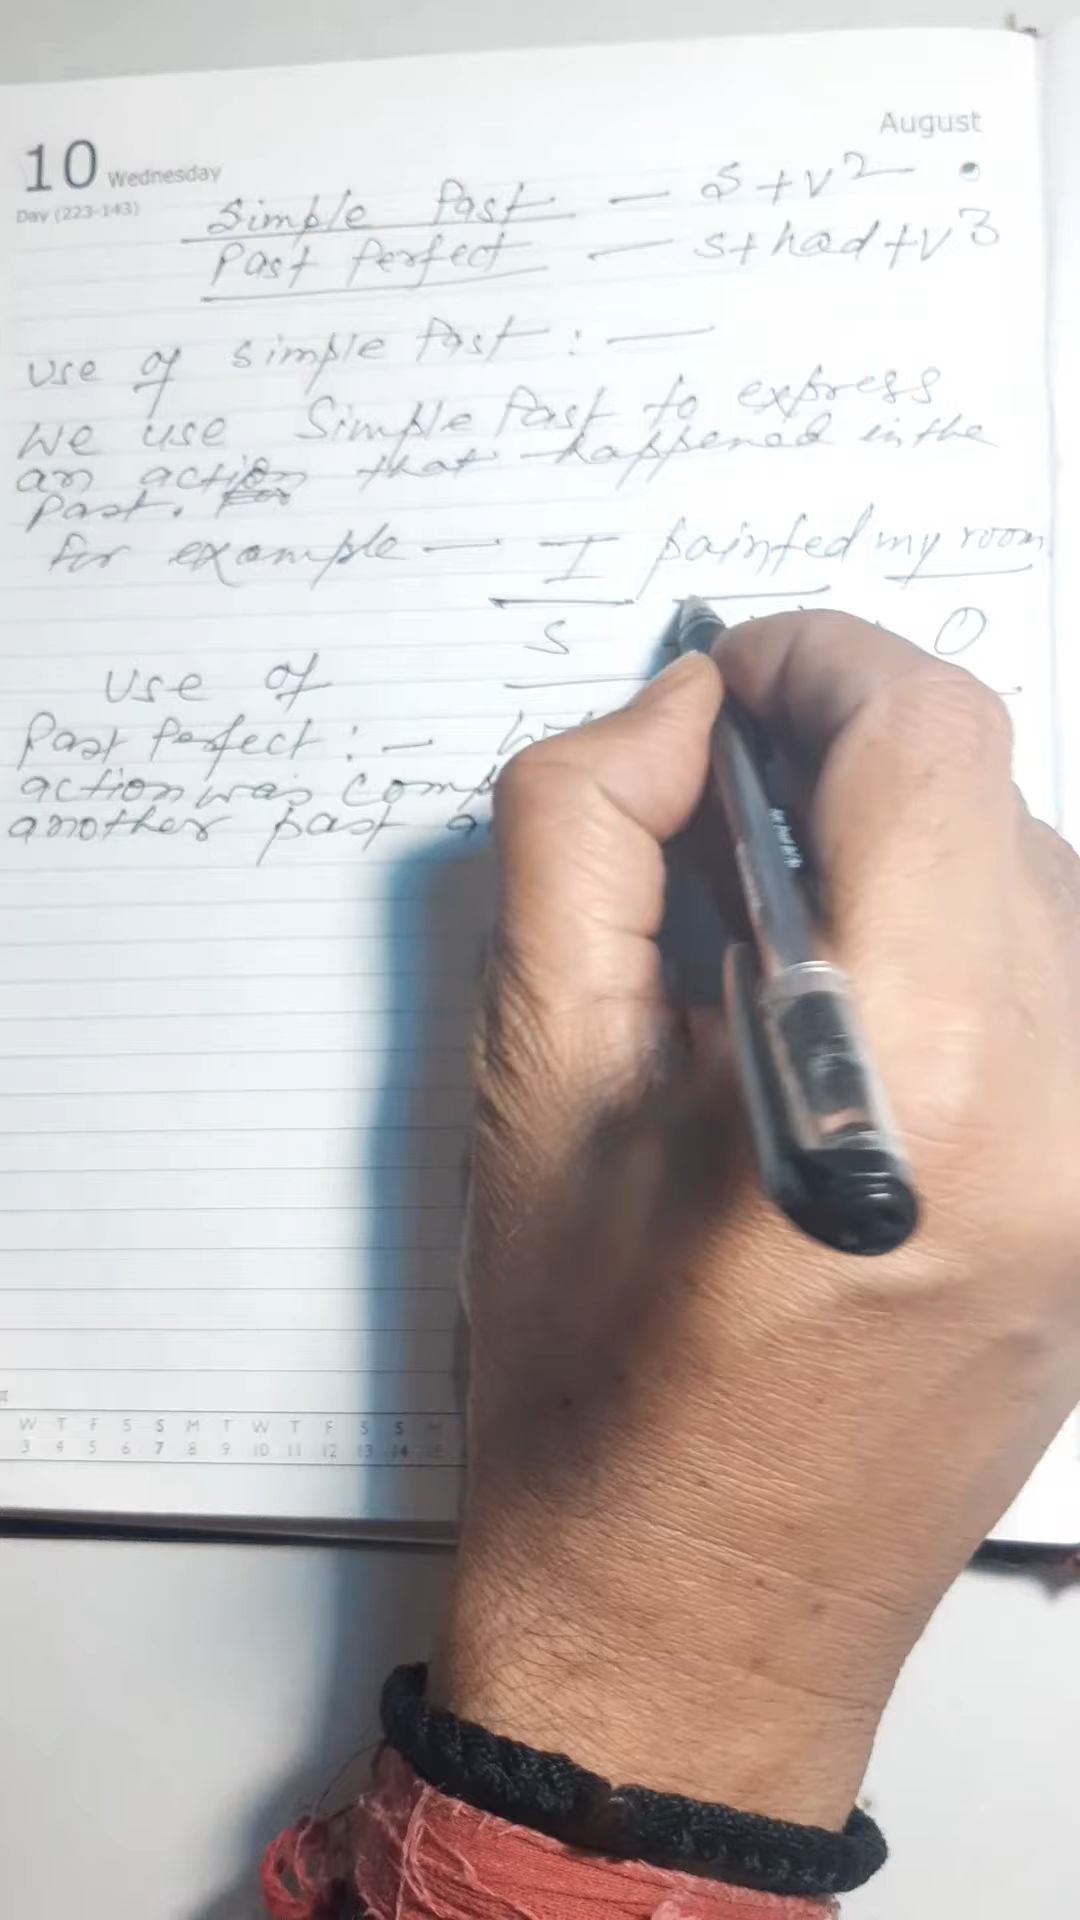 August
10 Wednesday
Day (223-143)
Simple Past — S+V2
Past Perfect — S+had+V3
Use of Simple Past : —
We use Simple Past to express
an action that happened in the
Past.
for example — I painted my room
S O
Use of
Past Perfect : —
action was
another past
W T F S S M T W T F S S M
3 4 5 6 7 8 9 10 11 12 13 14 15